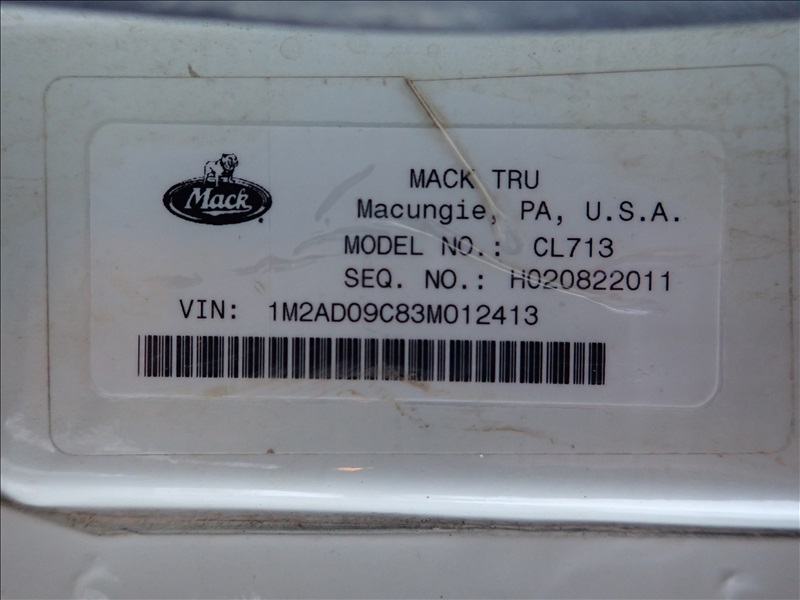 Mack
MACK TRU
Macungie, PA, U.S.A.
MODEL NO.: CL713
SEQ. NO.: H020822011
VIN: 1M2AD09C83M012413